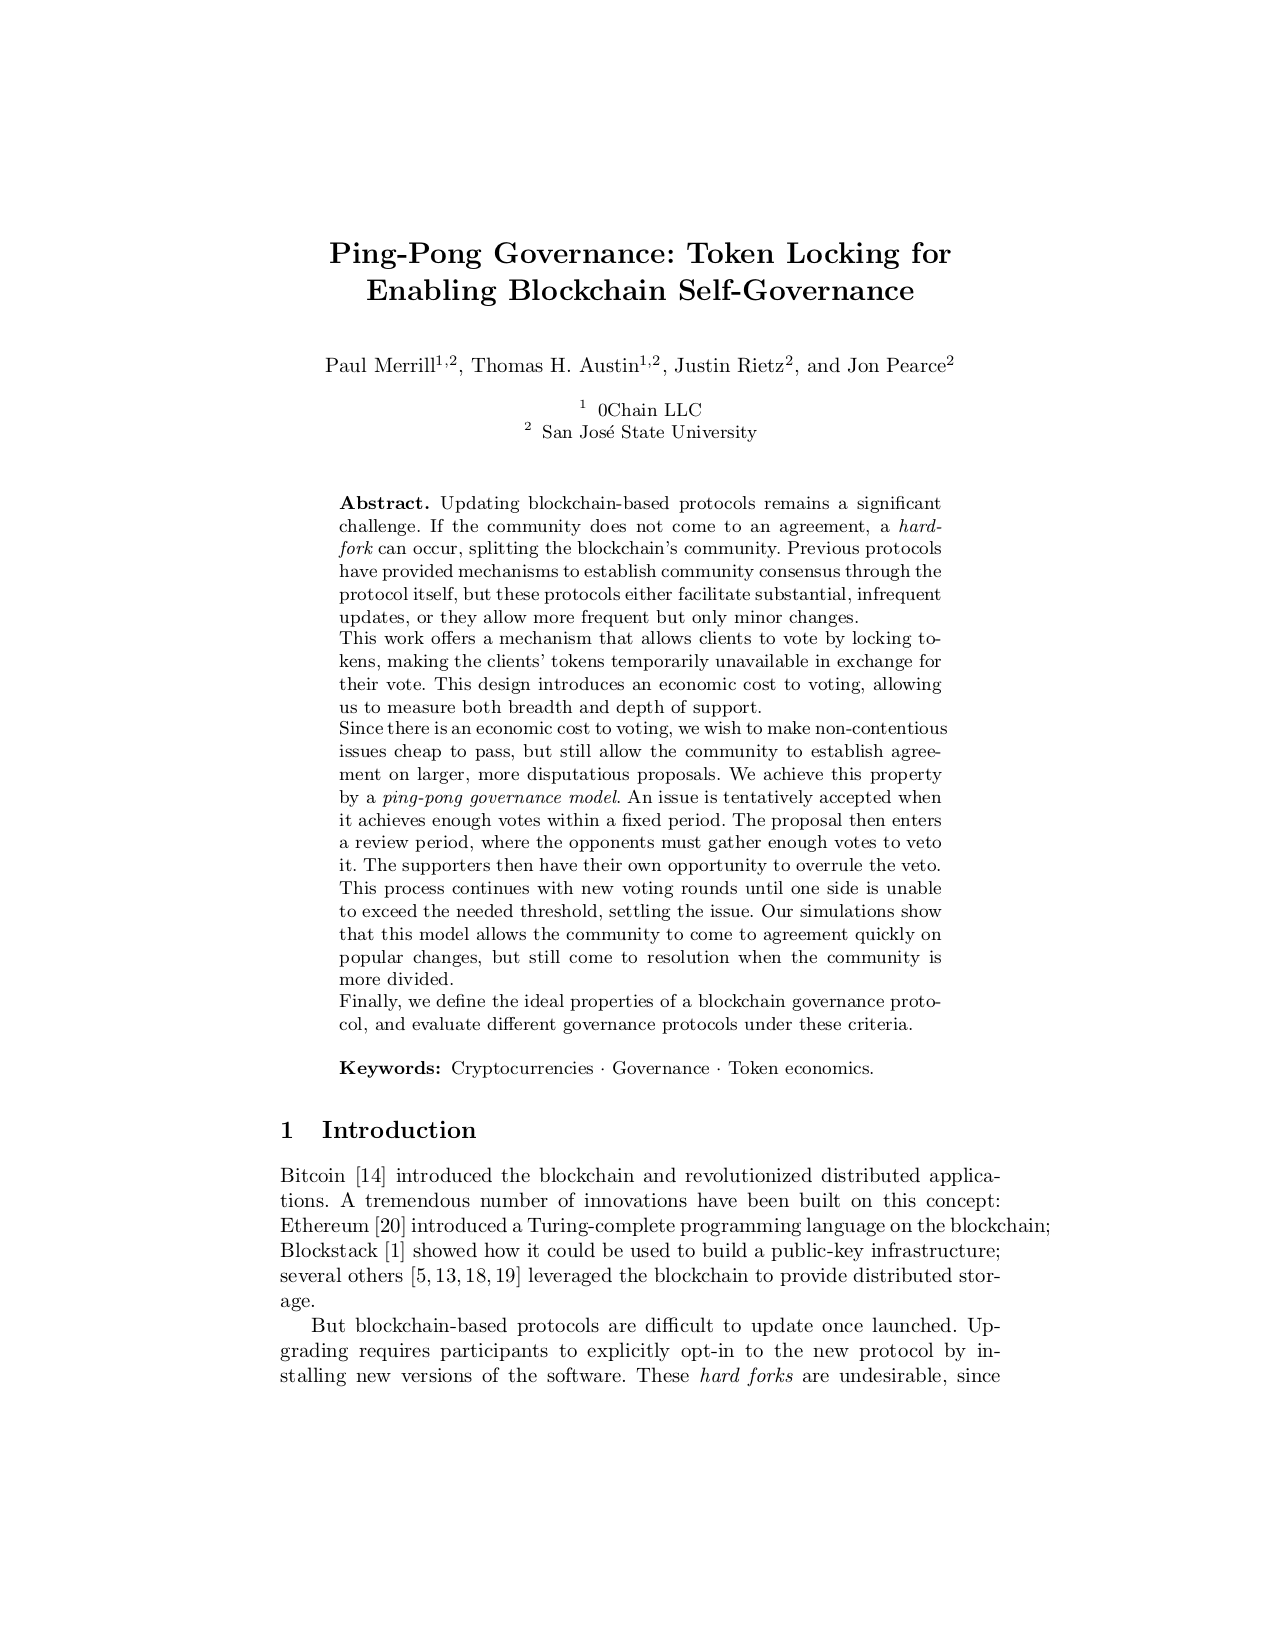 Ping-Pong Governance: Token Locking for
Enabling Blockchain Self-Governance
Paul Merrill1,2, Thomas H. Austin1,2, Justin Rietz2, and Jon Pearce2
1 0Chain LLC
2 San José State University
Abstract. Updating blockchain-based protocols remains a significant
challenge. If the community does not come to an agreement, a hard-
fork can occur, splitting the blockchain's community. Previous protocols
have provided mechanisms to establish community consensus through the
protocol itself, but these protocols either facilitate substantial, infrequent
updates, or they allow more frequent but only minor changes.
This work offers a mechanism that allows clients to vote by locking to-
kens, making the clients' tokens temporarily unavailable in exchange for
their vote. This design introduces an economic cost to voting, allowing
us to measure both breadth and depth of support.
Since there is an economic cost to voting, we wish to make non-contentious
issues cheap to pass, but still allow the community to establish agree-
ment on larger, more disputatious proposals. We achieve this property
by a ping-pong governance model. An issue is tentatively accepted when
it achieves enough votes within a fixed period. The proposal then enters
a review period, where the opponents must gather enough votes to veto
it. The supporters then have their own opportunity to overrule the veto.
This process continues with new voting rounds until one side is unable
to exceed the needed threshold, settling the issue. Our simulations show
that this model allows the community to come to agreement quickly on
popular changes, but still come to resolution when the community is
more divided.
Finally, we define the ideal properties of a blockchain governance proto-
col, and evaluate different governance protocols under these criteria.
Keywords: Cryptocurrencies · Governance · Token economics.
1 Introduction
Bitcoin [14] introduced the blockchain and revolutionized distributed applica-
tions. A tremendous number of innovations have been built on this concept:
Ethereum [20] introduced a Turing-complete programming language on the blockchain;
Blockstack [1] showed how it could be used to build a public-key infrastructure;
several others [5, 13, 18, 19] leveraged the blockchain to provide distributed stor-
age.
But blockchain-based protocols are difficult to update once launched. Up-
grading requires participants to explicitly opt-in to the new protocol by in-
stalling new versions of the software. These hard forks are undesirable, since